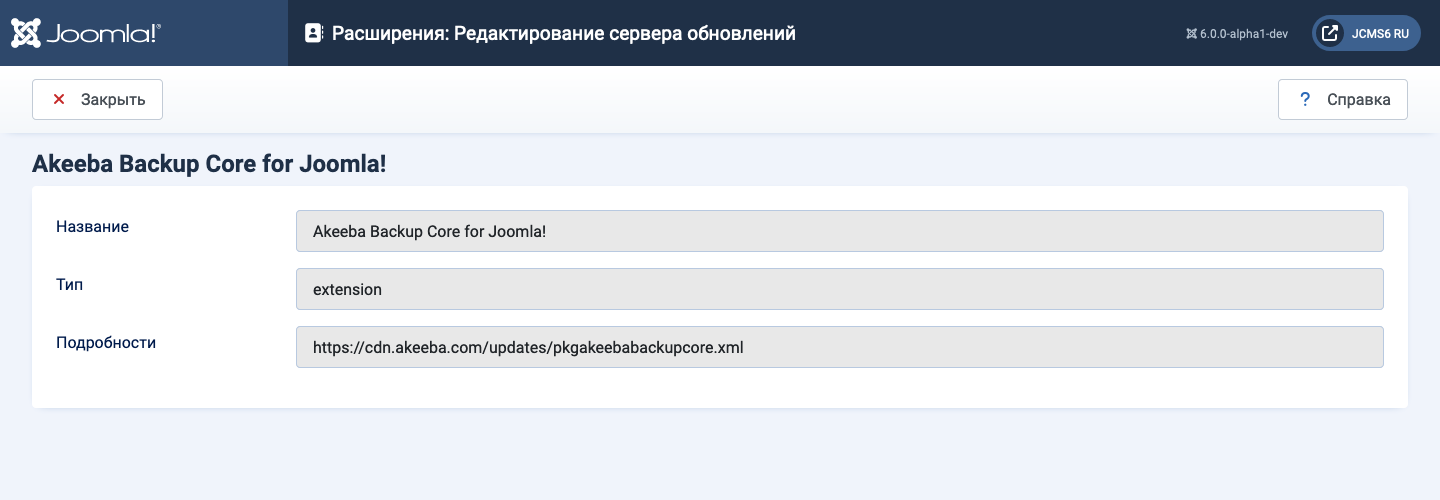 Joomla!®
Расширения: Редактирование сервера обновлений
6.0.0-alpha1-dev
JCMS6 RU
Закрыть
? Справка
Akeeba Backup Core for Joomla!
Название
Akeeba Backup Core for Joomla!
Тип
extension
Подробности
https://cdn.akeeba.com/updates/pkgakeebabackupcore.xml